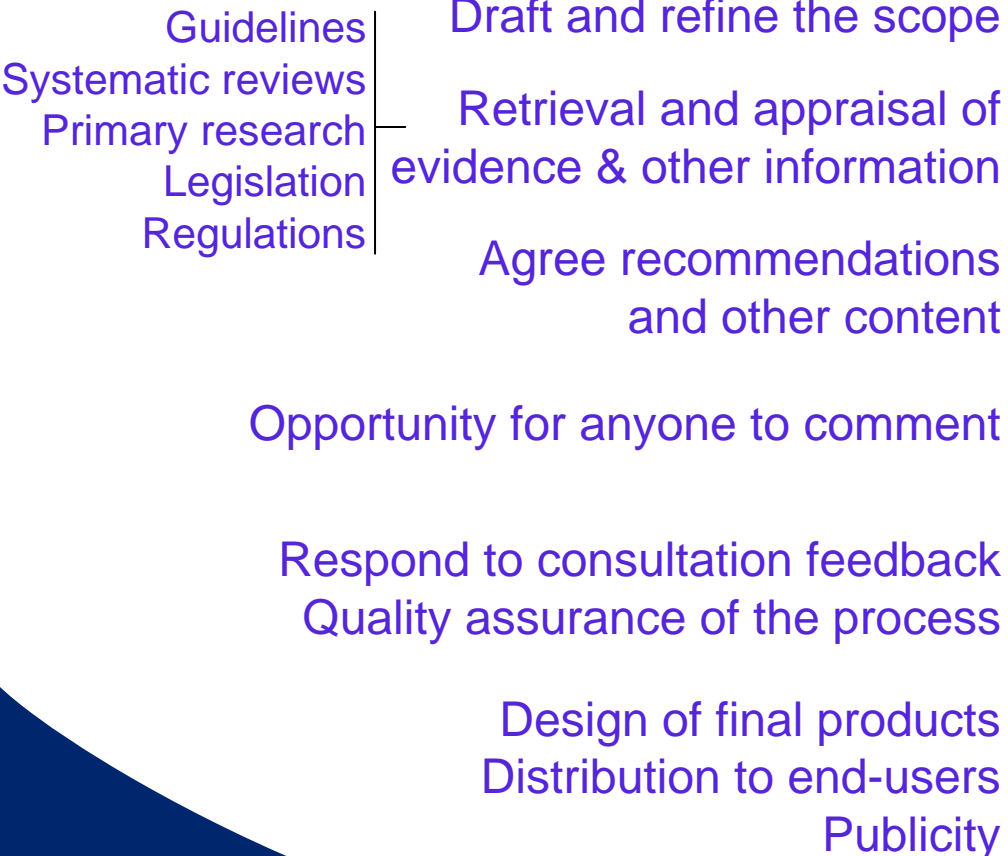 Draft and refine the scope
Guidelines
Systematic reviews
Primary research
Legislation
Regulations
Retrieval and appraisal of
evidence & other information
Agree recommendations
and other content
Opportunity for anyone to comment
Respond to consultation feedback
Quality assurance of the process
Design of final products
Distribution to end-users
Publicity